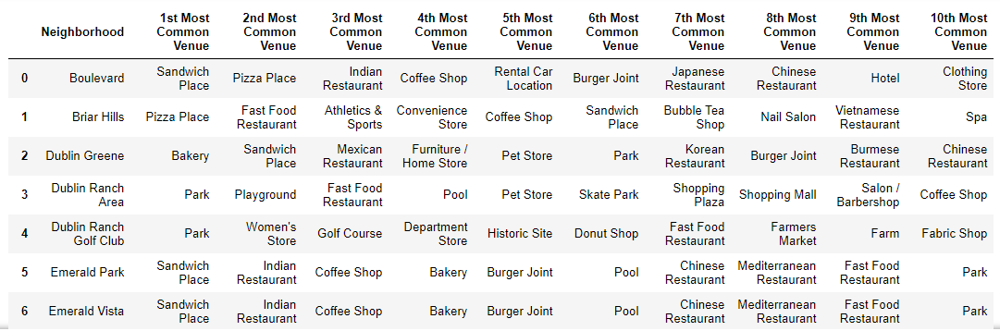 Neighborhood 1st Most Common Venue 2nd Most Common Venue 3rd Most Common Venue 4th Most Common Venue 5th Most Common Venue 6th Most Common Venue 7th Most Common Venue 8th Most Common Venue 9th Most Common Venue 10th Most Common Venue
0 Boulevard Sandwich Place Pizza Place Indian Restaurant Coffee Shop Rental Car Location Burger Joint Japanese Restaurant Chinese Restaurant Hotel Clothing Store
1 Briar Hills Pizza Place Fast Food Restaurant Athletics & Sports Convenience Store Coffee Shop Sandwich Place Bubble Tea Shop Nail Salon Vietnamese Restaurant Spa
2 Dublin Greene Bakery Sandwich Place Mexican Restaurant Furniture / Home Store Pet Store Park Korean Restaurant Burger Joint Burmese Restaurant Chinese Restaurant
3 Dublin Ranch Area Park Playground Fast Food Restaurant Pool Pet Store Skate Park Shopping Plaza Shopping Mall Salon / Barbershop Coffee Shop
4 Dublin Ranch Golf Club Park Women's Store Golf Course Department Store Historic Site Donut Shop Fast Food Restaurant Farmers Market Farm Fabric Shop
5 Emerald Park Sandwich Place Indian Restaurant Coffee Shop Bakery Burger Joint Pool Chinese Restaurant Mediterranean Restaurant Fast Food Restaurant Park
6 Emerald Vista Sandwich Place Indian Restaurant Coffee Shop Bakery Burger Joint Pool Chinese Restaurant Mediterranean Restaurant Fast Food Restaurant Park